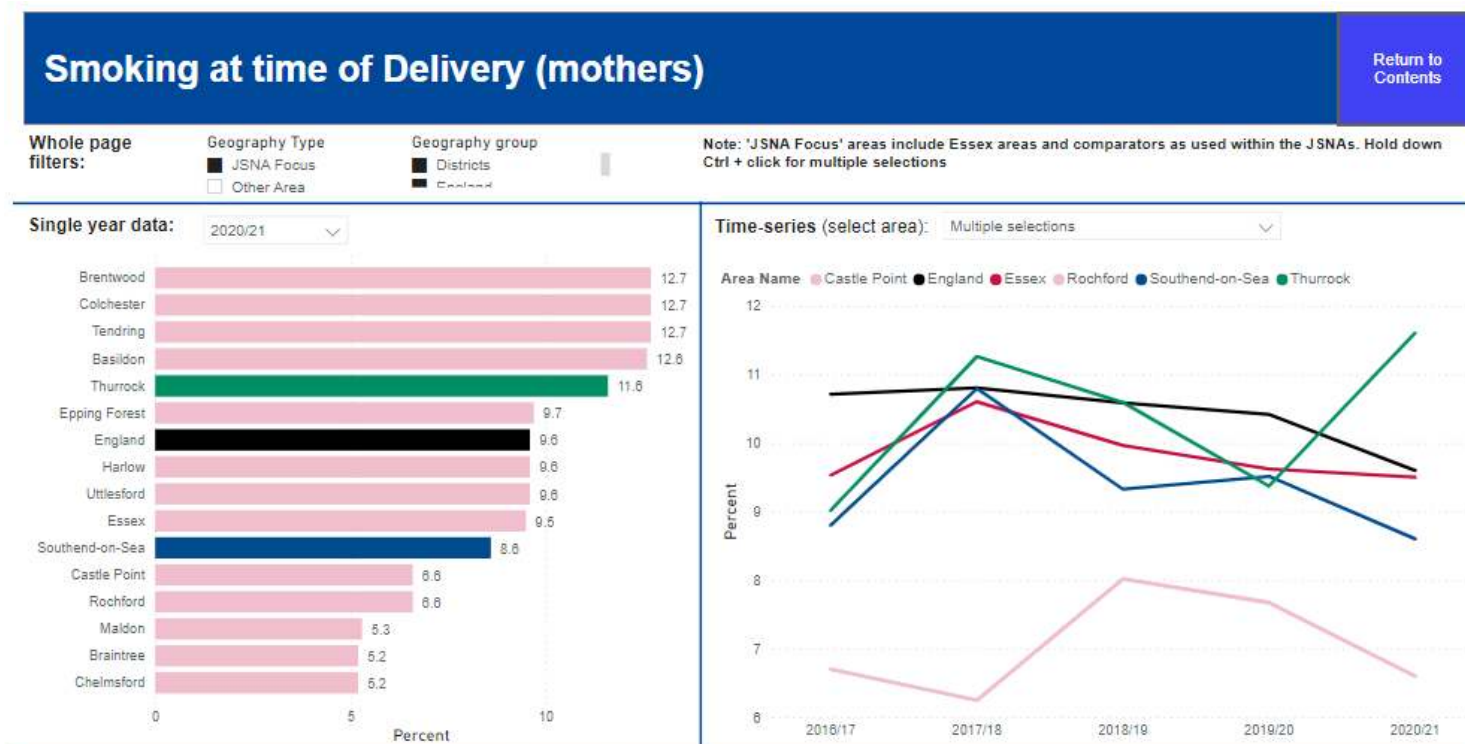 Smoking at time of Delivery (mothers)
Return to
Contents
Whole page
filters:
Geography Type
JSNA Focus
Other Area
Geography group
Districts
England
Note: 'JSNA Focus' areas include Essex areas and comparators as used within the JSNAs. Hold down
Ctrl + click for multiple selections
Single year data:
2020/21
Brentwood 12.7
Colchester 12.7
Tendring 12.7
Basildon 12.6
Thurrock 11.6
Epping Forest 9.7
England 9.6
Harlow 9.6
Uttlesford 9.6
Essex 9.5
Southend-on-Sea 8.6
Castle Point 6.6
Rochford 6.6
Maldon 5.3
Braintree 5.2
Chelmsford 5.2
0 5 10
Percent
Time-series (select area): Multiple selections
Area Name Castle Point England Essex Rochford Southend-on-Sea Thurrock
12
11
10
9
8
7
6
Percent
2016/17 2017/18 2018/19 2019/20 2020/21